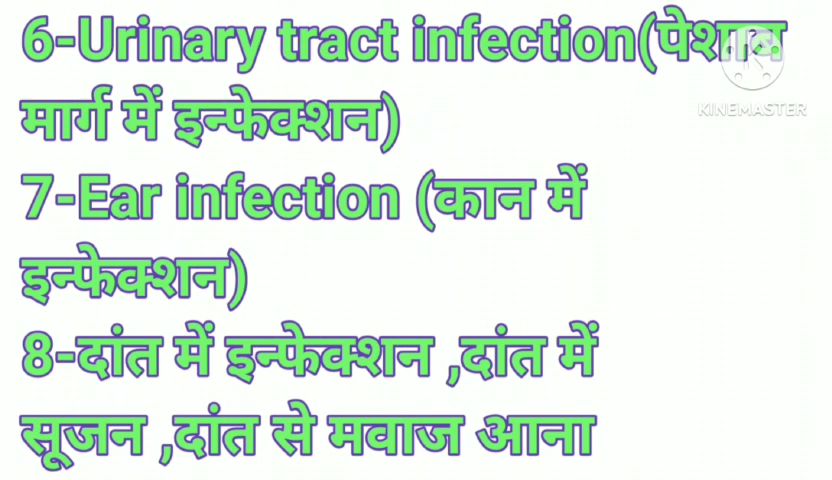 6-Urinary tract infection(पेशाब
मार्ग में इन्फेक्शन)
7-Ear infection (कान में
इन्फेक्शन)
8-दांत में इन्फेक्शन ,दांत में
सूजन ,दांत से मवाज आना
KINEMASTER